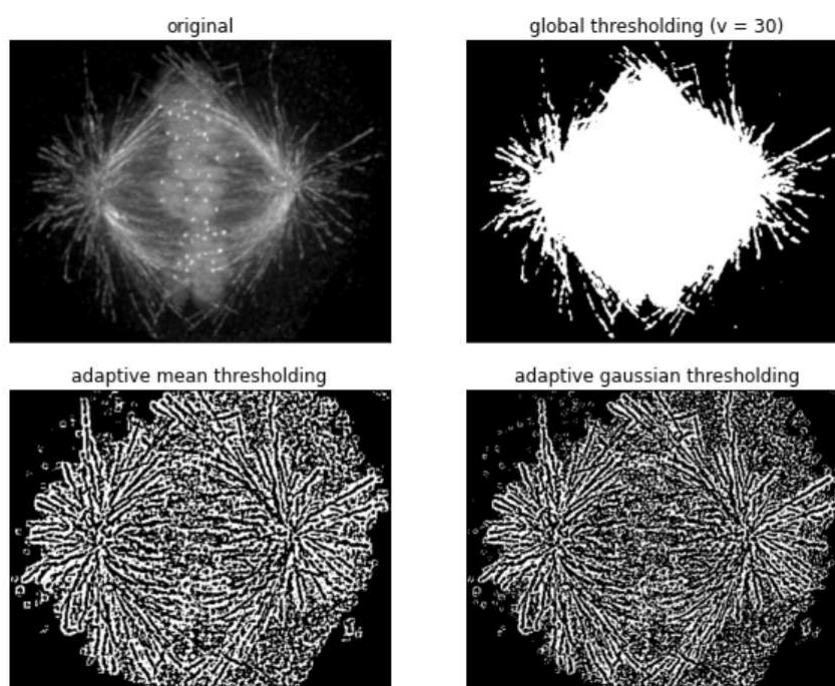 original
global thresholding (v = 30)
adaptive mean thresholding
adaptive gaussian thresholding